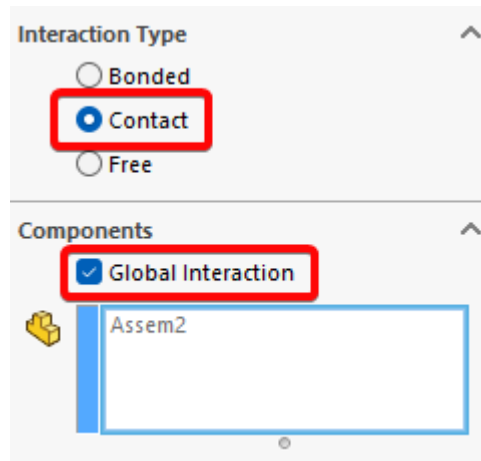 Interaction Type
Bonded
Contact
Free
Components
Global Interaction
Assem2